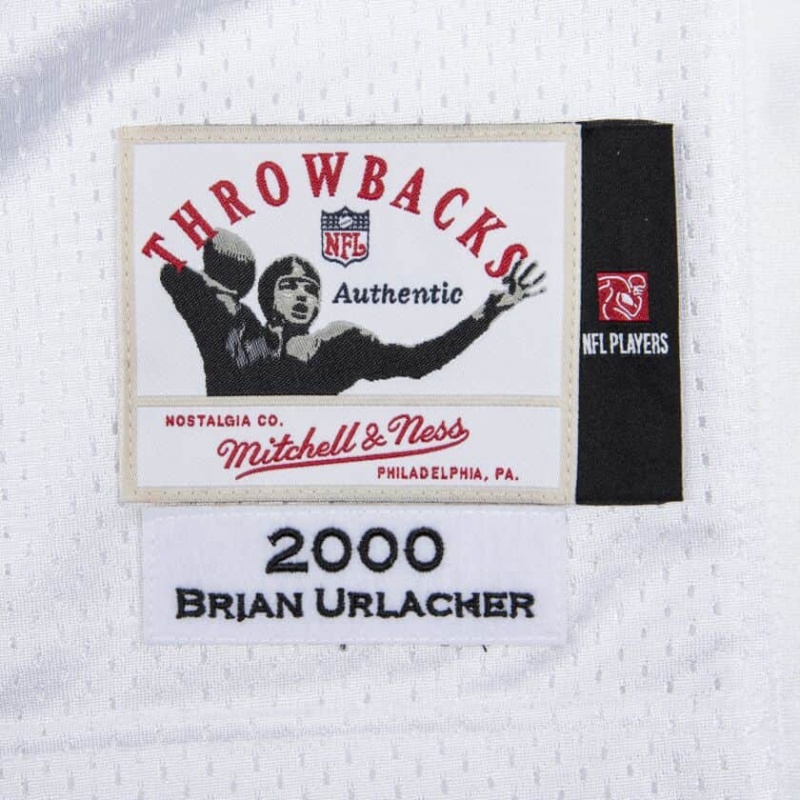 THROWBACKS
NFL
Authentic
NFL PLAYERS
NOSTALGIA CO.
Mitchell & Ness
PHILADELPHIA, PA.
2000
BRIAN URLACHER